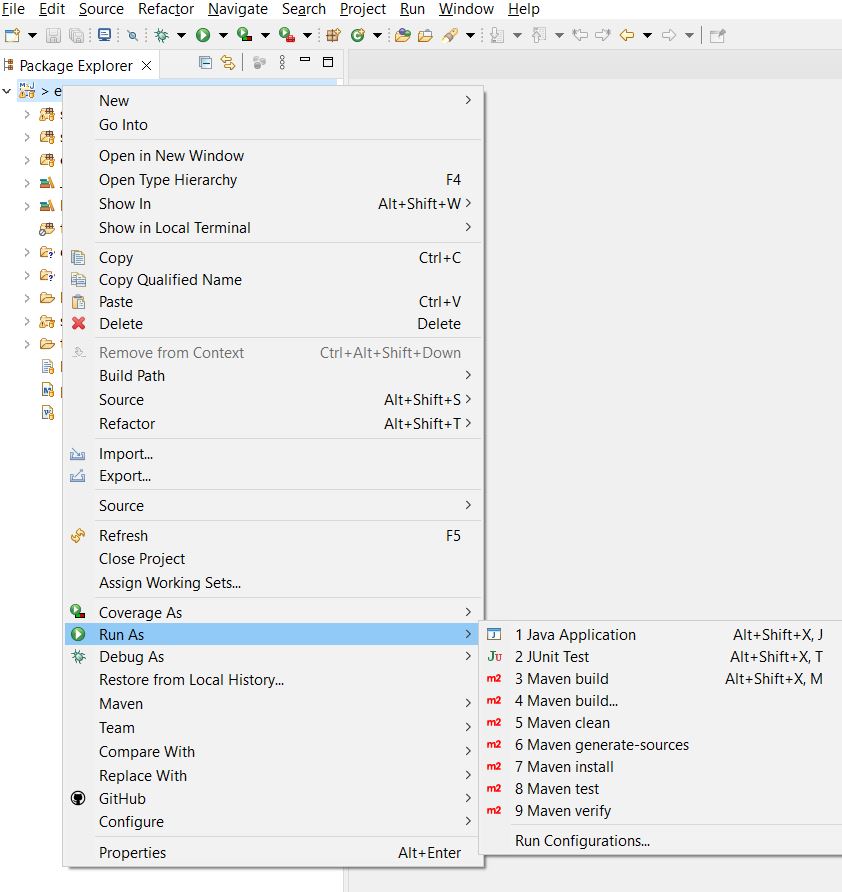 File Edit Source Refactor Navigate Search Project Run Window Help
Package Explorer
> e
New
Go Into
Open in New Window
Open Type Hierarchy F4
Show In Alt+Shift+W >
Show in Local Terminal
Copy Ctrl+C
Copy Qualified Name
Paste Ctrl+V
Delete Delete
Remove from Context Ctrl+Alt+Shift+Down
Build Path
Source Alt+Shift+S >
Refactor Alt+Shift+T >
Import...
Export...
Source
Refresh F5
Close Project
Assign Working Sets...
Coverage As
Run As
Debug As
Restore from Local History...
Maven
Team
Compare With
Replace With
GitHub
Configure
Properties Alt+Enter
1 Java Application Alt+Shift+X, J
JU 2 JUnit Test Alt+Shift+X, T
m2 3 Maven build Alt+Shift+X, M
m2 4 Maven build...
m2 5 Maven clean
m2 6 Maven generate-sources
m2 7 Maven install
m2 8 Maven test
m2 9 Maven verify
Run Configurations...